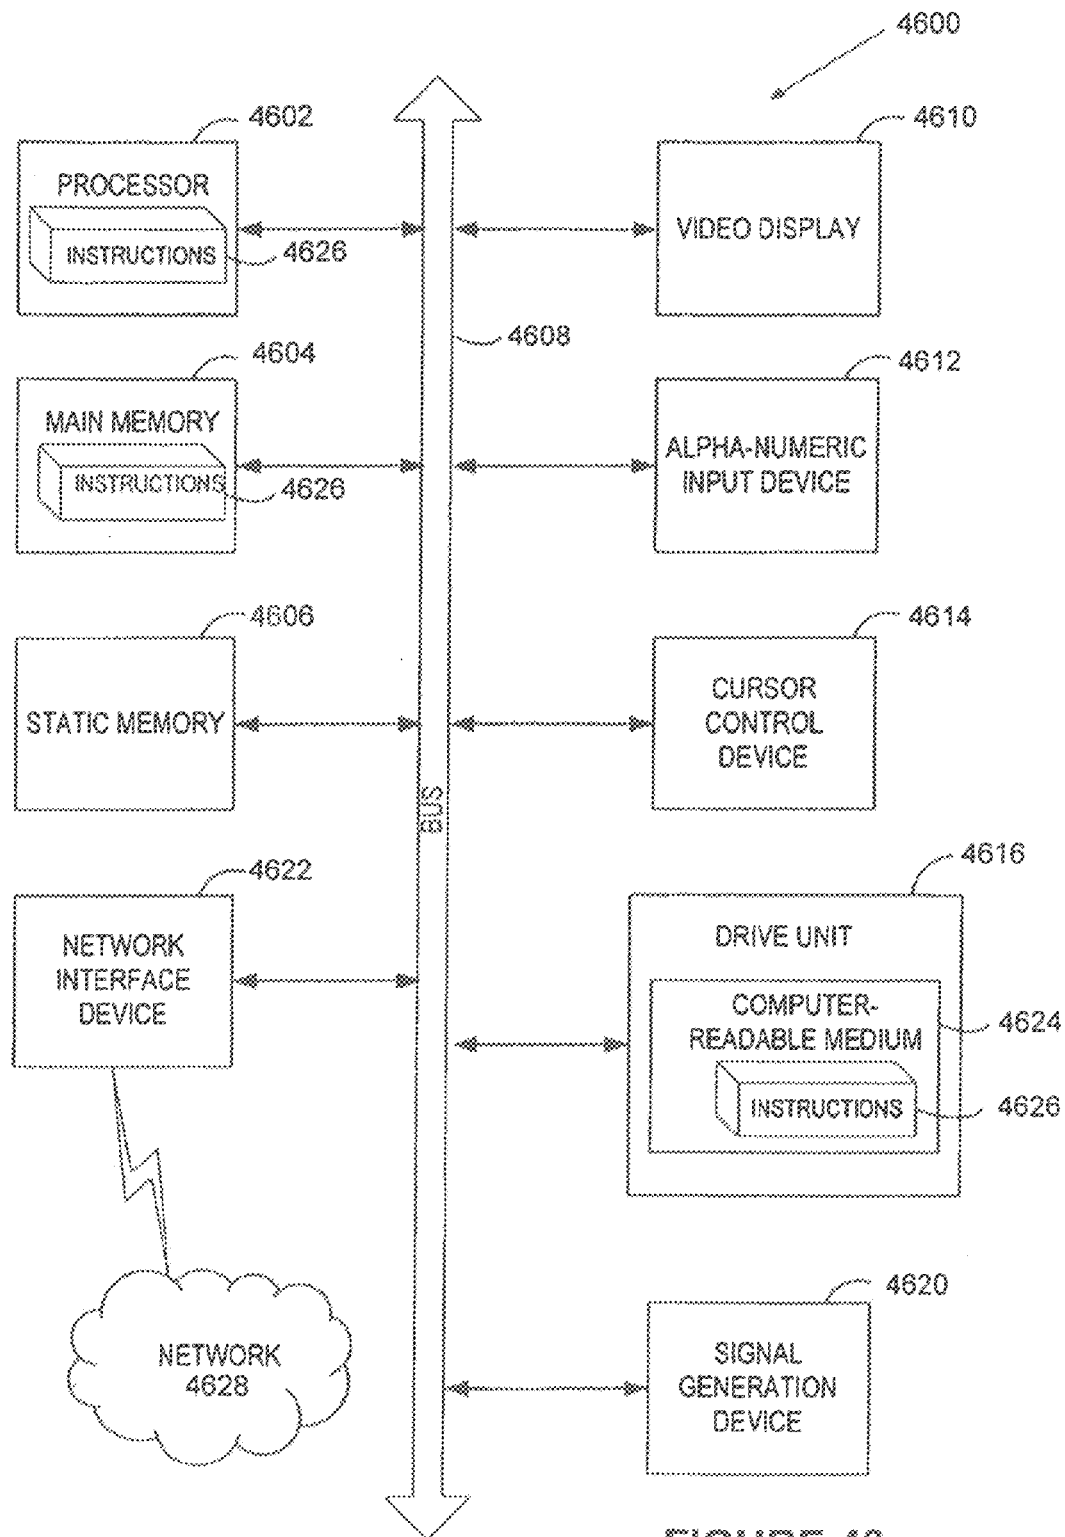 4600
4602
PROCESSOR
INSTRUCTIONS
4626
4610
VIDEO DISPLAY
4608
4604
MAIN MEMORY
INSTRUCTIONS
4626
4612
ALPHA-NUMERIC
INPUT DEVICE
4606
STATIC MEMORY
4614
CURSOR
CONTROL
DEVICE
BUS
4622
NETWORK
INTERFACE
DEVICE
4616
DRIVE UNIT
COMPUTER-
READABLE MEDIUM
4624
INSTRUCTIONS
4626
NETWORK
4628
4620
SIGNAL
GENERATION
DEVICE